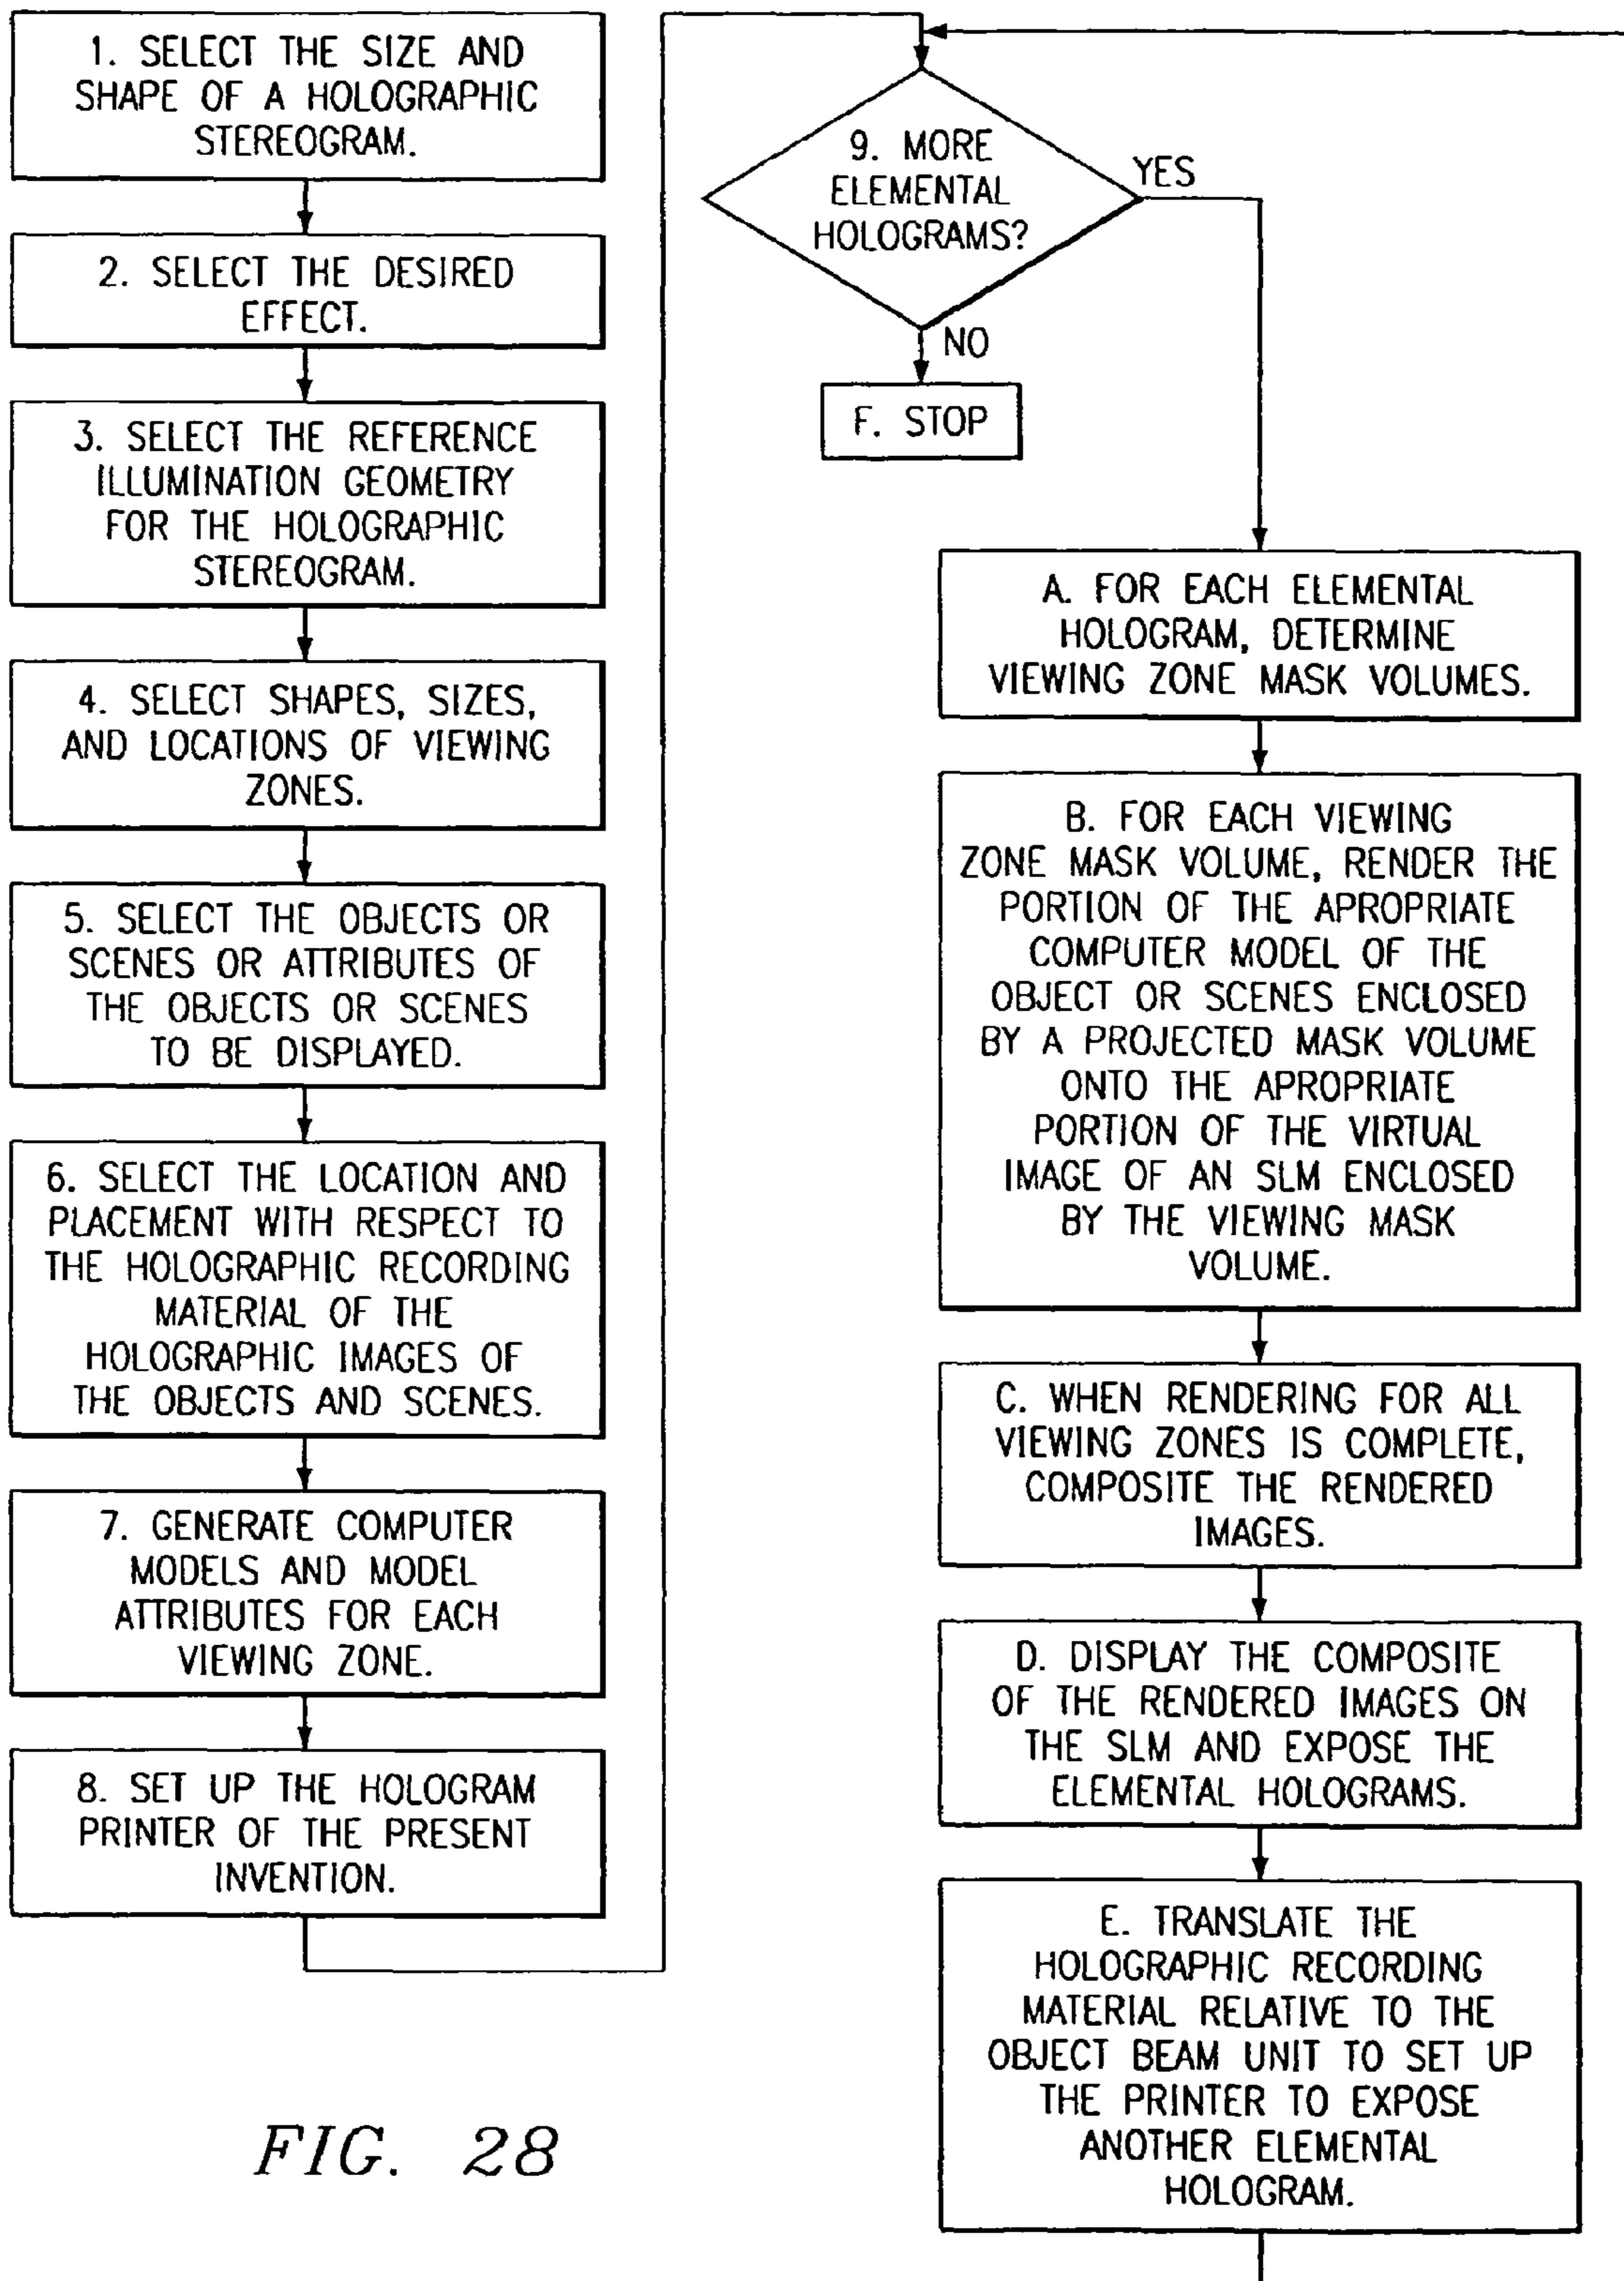 1. SELECT THE SIZE AND
SHAPE OF A HOLOGRAPHIC
STEREOGRAM.
2. SELECT THE DESIRED
EFFECT.
3. SELECT THE REFERENCE
ILLUMINATION GEOMETRY
FOR THE HOLOGRAPHIC
STEREOGRAM.
4. SELECT SHAPES, SIZES,
AND LOCATIONS OF VIEWING
ZONES.
5. SELECT THE OBJECTS OR
SCENES OR ATTRIBUTES OF
THE OBJECTS OR SCENES
TO BE DISPLAYED.
6. SELECT THE LOCATION AND
PLACEMENT WITH RESPECT TO
THE HOLOGRAPHIC RECORDING
MATERIAL OF THE
HOLOGRAPHIC IMAGES OF
THE OBJECTS AND SCENES.
7. GENERATE COMPUTER
MODELS AND MODEL
ATTRIBUTES FOR EACH
VIEWING ZONE.
8. SET UP THE HOLOGRAM
PRINTER OF THE PRESENT
INVENTION.
9. MORE
ELEMENTAL
HOLOGRAMS?
YES
NO
F. STOP
A. FOR EACH ELEMENTAL
HOLOGRAM, DETERMINE
VIEWING ZONE MASK VOLUMES.
B. FOR EACH VIEWING
ZONE MASK VOLUME, RENDER THE
PORTION OF THE APROPRIATE
COMPUTER MODEL OF THE
OBJECT OR SCENES ENCLOSED
BY A PROJECTED MASK VOLUME
ONTO THE APROPRIATE
PORTION OF THE VIRTUAL
IMAGE OF AN SLM ENCLOSED
BY THE VIEWING MASK
VOLUME.
C. WHEN RENDERING FOR ALL
VIEWING ZONES IS COMPLETE,
COMPOSITE THE RENDERED
IMAGES.
D. DISPLAY THE COMPOSITE
OF THE RENDERED IMAGES ON
THE SLM AND EXPOSE THE
ELEMENTAL HOLOGRAMS.
E. TRANSLATE THE
HOLOGRAPHIC RECORDING
MATERIAL RELATIVE TO THE
OBJECT BEAM UNIT TO SET UP
THE PRINTER TO EXPOSE
ANOTHER ELEMENTAL
HOLOGRAM.
FIG. 28